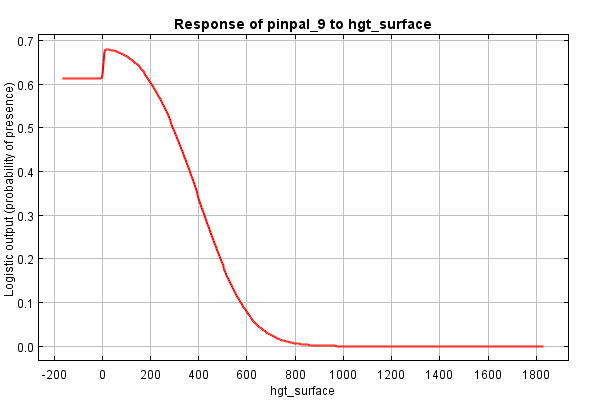 Response of pinpal_9 to hgt_surface
Logistic output (probability of presence)
0.7
0.6
0.5
0.4
0.3
0.2
0.1
0.0
-200 0 200 400 600 800 1000 1200 1400 1600 1800
hgt_surface